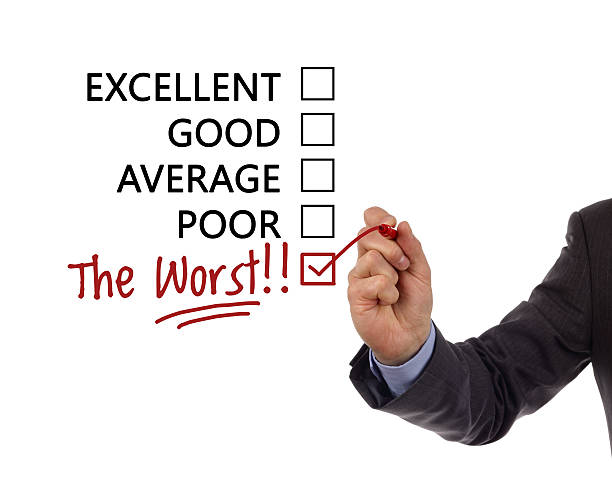 EXCELLENT
GOOD
AVERAGE
POOR
The Worst!!